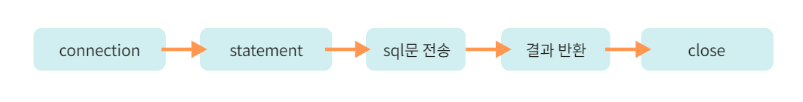 connection
statement
sql문 전송
결과 반환
close